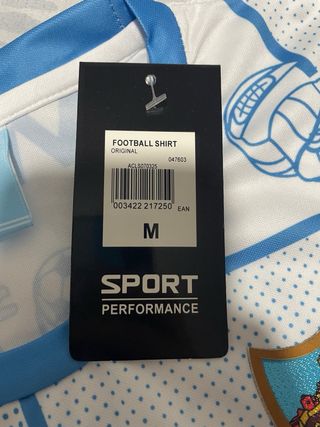 FOOTBALL SHIRT
ORIGINAL 047603
ACLS070325
003422 217250 EAN
M
SPORT
PERFORMANCE